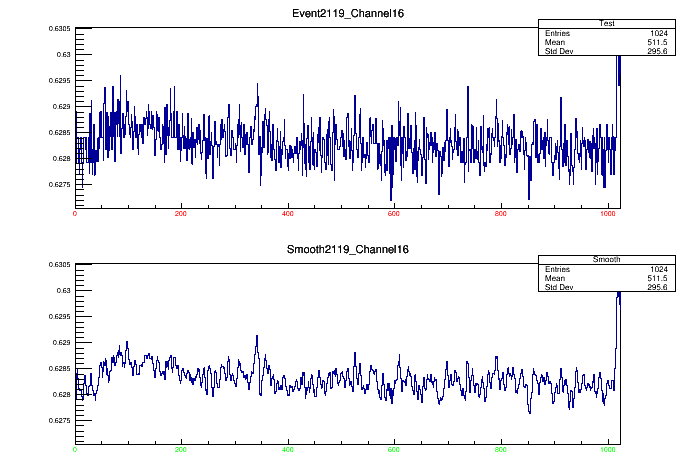 Event2119_Channel16
Test
Entries 1024
Mean 511.5
Std Dev 295.6
0.6305
0.63
0.6295
0.629
0.6285
0.628
0.6275
0 200 400 600 800 1000
Smooth2119_Channel16
Smooth
Entries 1024
Mean 511.5
Std Dev 295.6
0.6305
0.63
0.6295
0.629
0.6285
0.628
0.6275
0 200 400 600 800 1000